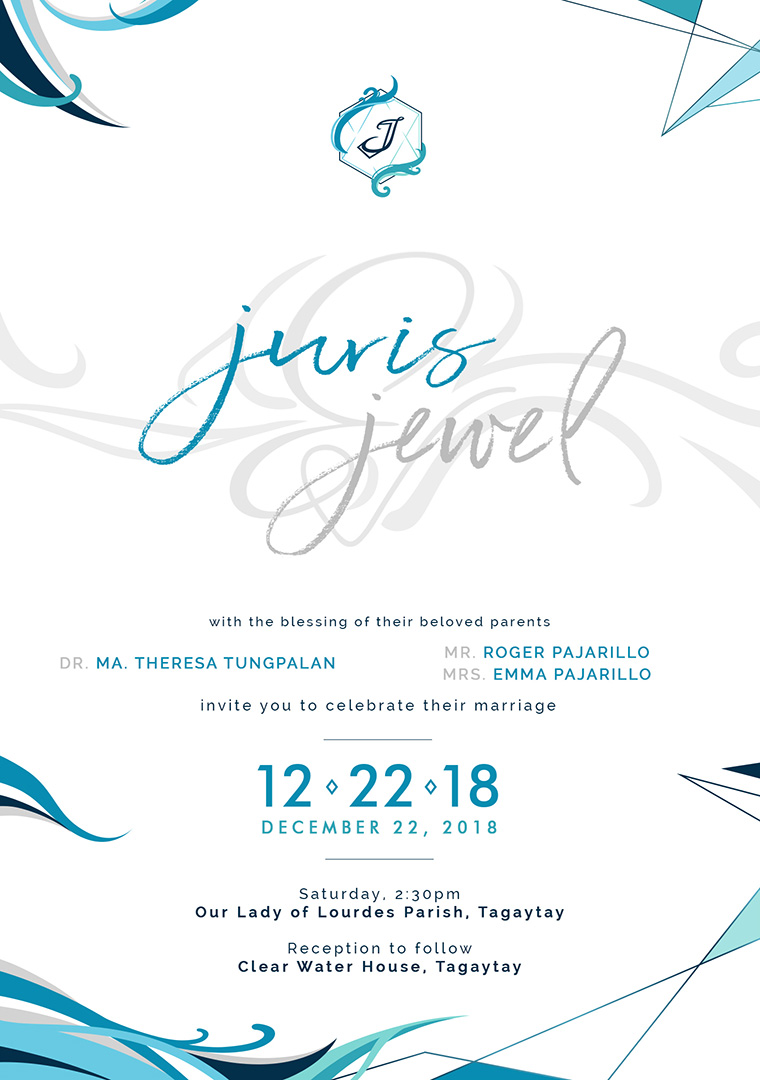 J
juris
jewel
with the blessing of their beloved parents
DR. MA. THERESA TUNGPALAN
MR. ROGER PAJARILLO
MRS. EMMA PAJARILLO
invite you to celebrate their marriage
12 ◇ 22 ◇ 18
DECEMBER 22, 2018
Saturday, 2:30pm
Our Lady of Lourdes Parish, Tagaytay
Reception to follow
Clear Water House, Tagaytay